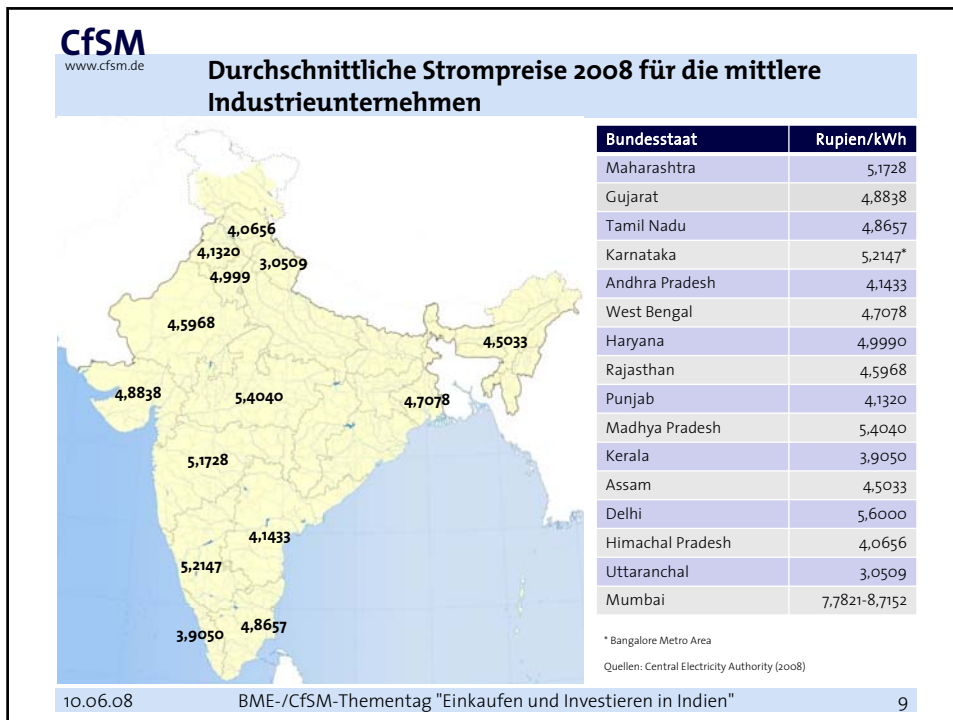 CfSM
www.cfsm.de
Durchschnittliche Strompreise 2008 für die mittlere
Industrieunternehmen
4,0656
4,1320
3,0509
4,999
4,5968
4,5033
4,8838
5,4040
4,7078
5,1728
4,1433
5,2147
4,8657
3,9050
Bundesstaat Rupien/kWh
Maharashtra 5,1728
Gujarat 4,8838
Tamil Nadu 4,8657
Karnataka 5,2147*
Andhra Pradesh 4,1433
West Bengal 4,7078
Haryana 4,9990
Rajasthan 4,5968
Punjab 4,1320
Madhya Pradesh 5,4040
Kerala 3,9050
Assam 4,5033
Delhi 5,6000
Himachal Pradesh 4,0656
Uttaranchal 3,0509
Mumbai 7,7821-8,7152
* Bangalore Metro Area
Quellen: Central Electricity Authority (2008)
10.06.08 BME-/CfSM-Thementag "Einkaufen und Investieren in Indien" 9